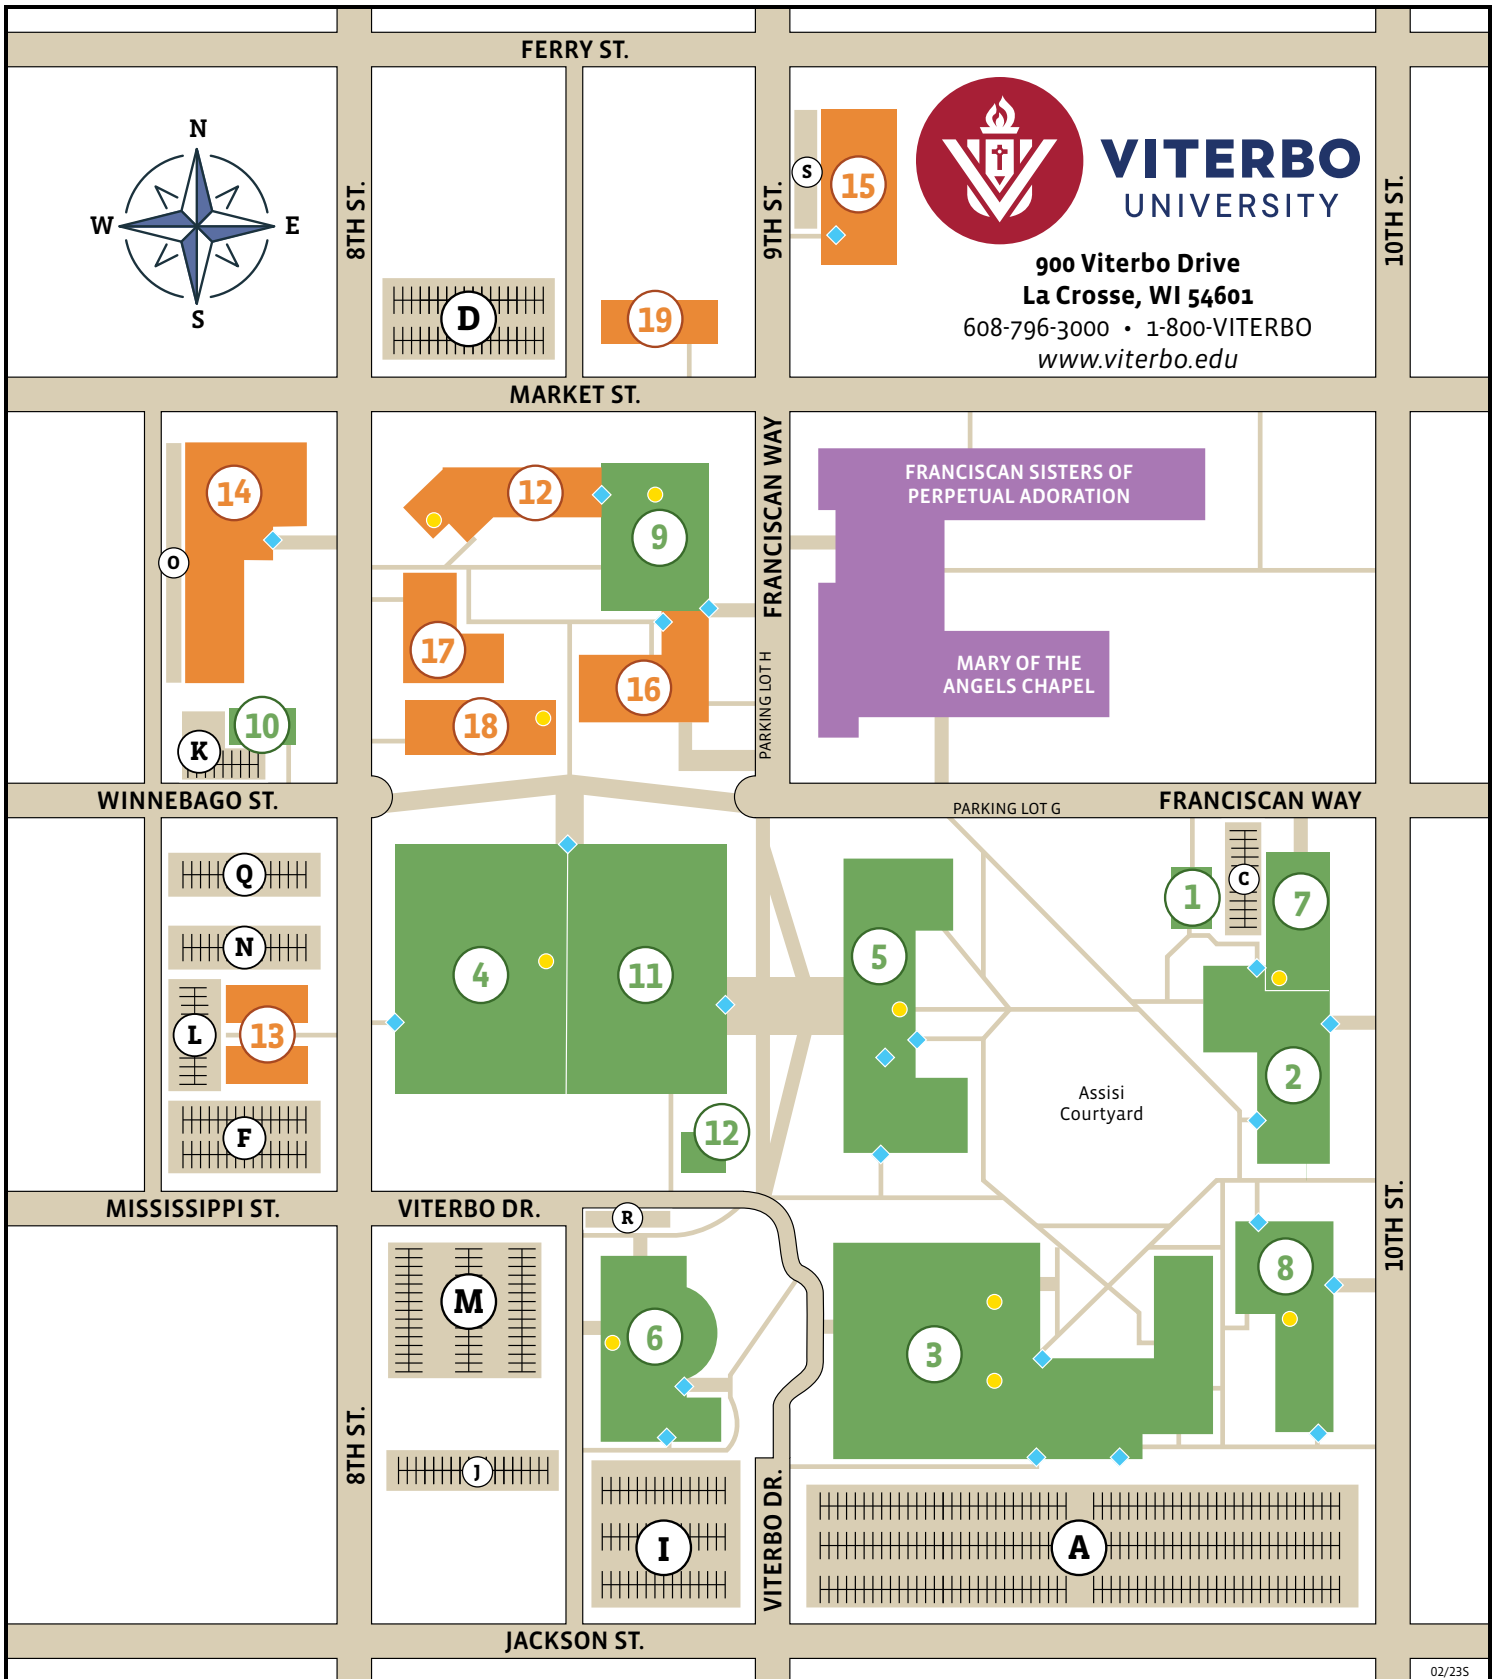 FERRY ST.
N
W
E
S
8TH ST.
9TH ST.
10TH ST.
S
15
VITERBO
UNIVERSITY
900 Viterbo Drive
La Crosse, WI 54601
608-796-3000 • 1-800-VITERBO
www.viterbo.edu
D
19
MARKET ST.
14
O
12
9
FRANCISCAN WAY
FRANCISCAN SISTERS OF
PERPETUAL ADORATION
17
16
18
PARKING LOT H
MARY OF THE
ANGELS CHAPEL
10
K
WINNEBAGO ST.
PARKING LOT G
FRANCISCAN WAY
Q
N
L
13
F
4
11
12
5
1
C
7
2
Assisi
Courtyard
MISSISSIPPI ST.
VITERBO DR.
10TH ST.
R
M
6
3
8
8TH ST.
J
I
VITERBO DR.
A
JACKSON ST.
02/23S